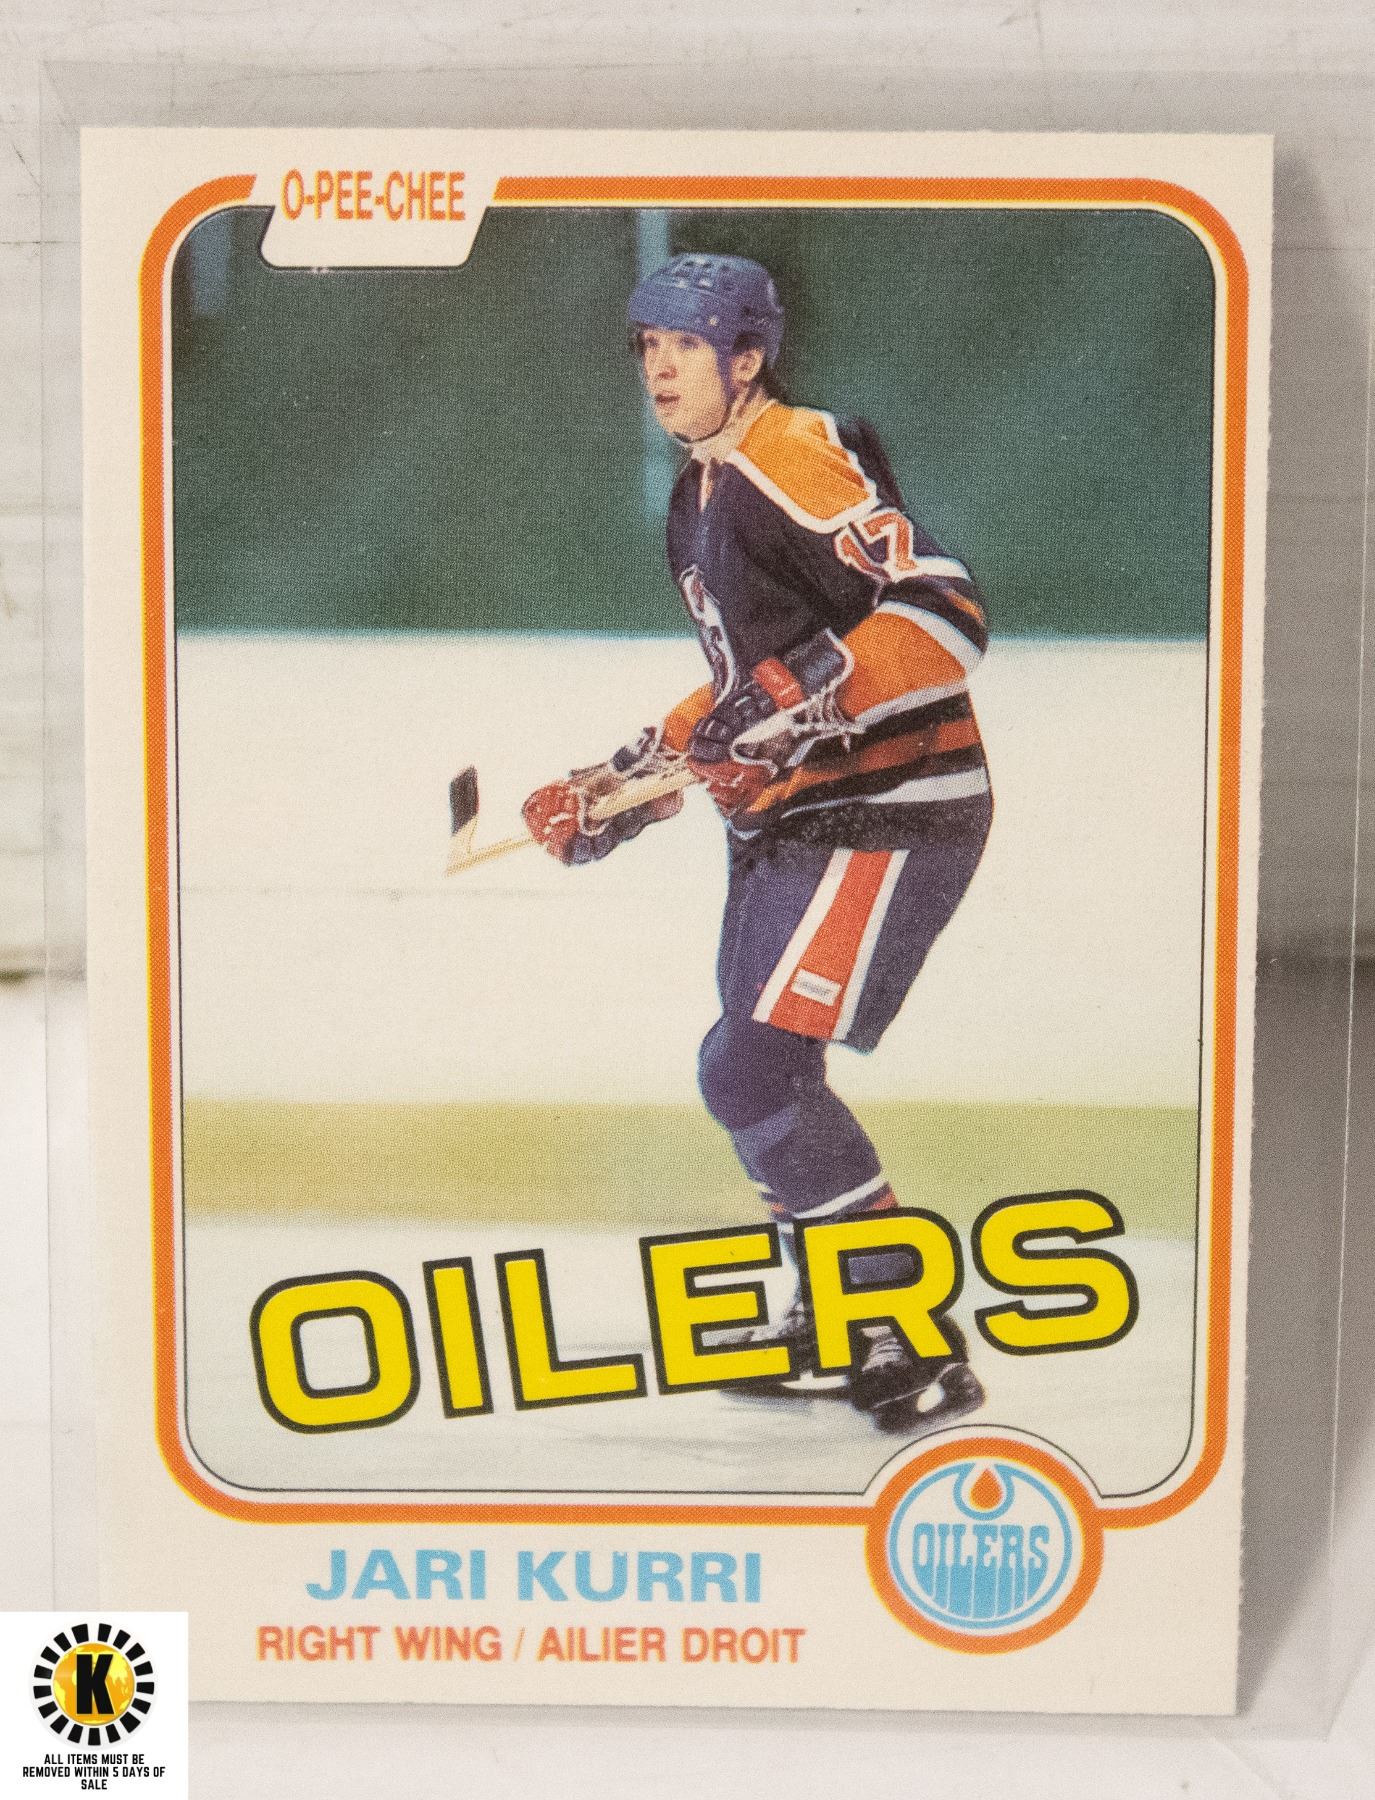 O-PEE-CHEE
17
OILERS
OILERS
JARI KURRI
RIGHT WING / AILIER DROIT
K
ALL ITEMS MUST BE
REMOVED WITHIN 5 DAYS OF
SALE